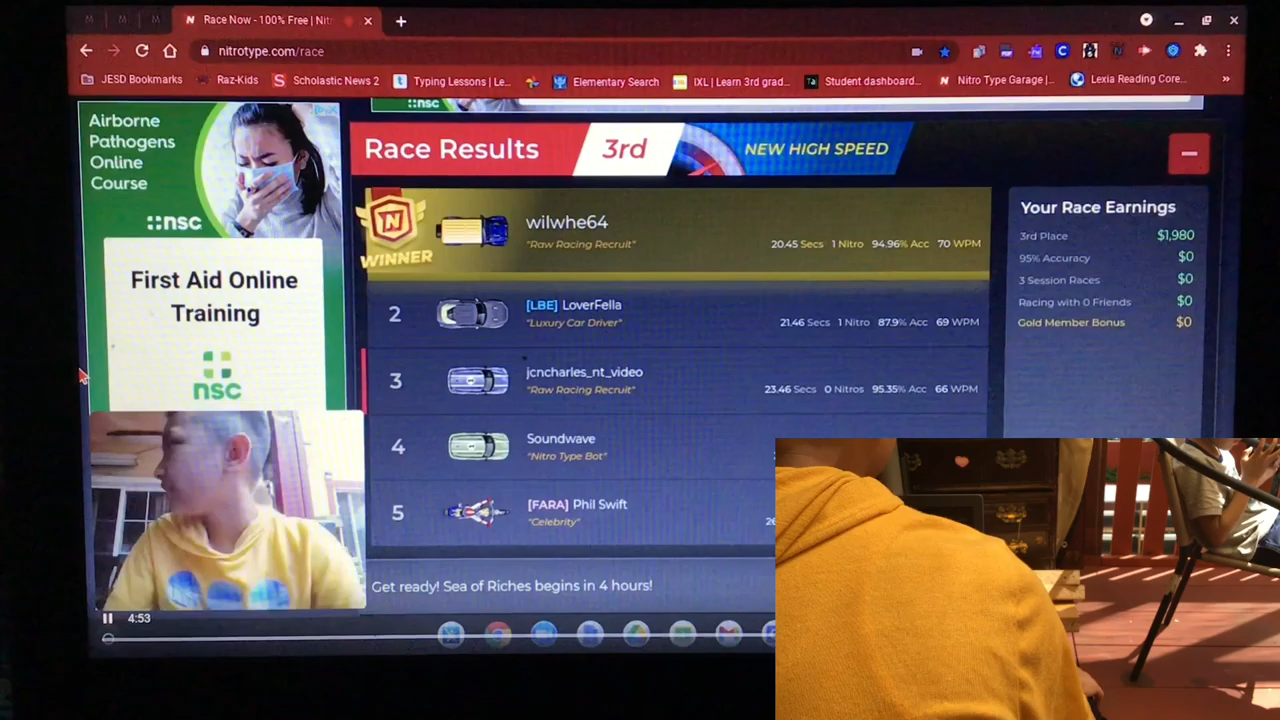 Race Now - 100% Free | Nitr
nitrotype.com/race
JESD Bookmarks
Raz-Kids
Scholastic News 2
Typing Lessons | Le...
Elementary Search
IXL | Learn 3rd grad...
Student dashboard...
Nitro Type Garage |...
Lexia Reading Core...
»
Airborne
Pathogens
Online
Course
nsc
First Aid Online
Training
nsc
nsc
Race Results
3rd
NEW HIGH SPEED
WINNER
wilwhe64
"Raw Racing Recruit"
20.45 Secs 1 Nitro 94.96% Acc 70 WPM
2
[LBE] LoverFella
"Luxury Car Driver"
21.46 Secs 1 Nitro 87.9% Acc 69 WPM
3
jcncharles_nt_video
"Raw Racing Recruit"
23.46 Secs 0 Nitros 95.35% Acc 66 WPM
4
Soundwave
"Nitro Type Bot"
5
[FARA] Phil Swift
"Celebrity"
Your Race Earnings
3rd Place $1,980
95% Accuracy $0
3 Session Races $0
Racing with 0 Friends $0
Gold Member Bonus $0
Get ready! Sea of Riches begins in 4 hours!
4:53